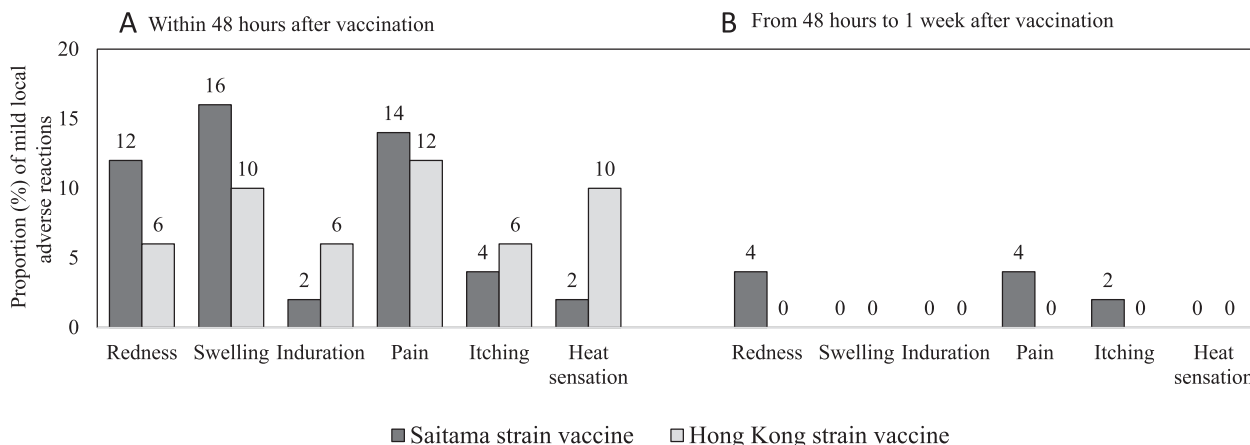 A Within 48 hours after vaccination
B From 48 hours to 1 week after vaccination
Proportion (%) of mild local
adverse reactions
20
15
10
5
0
12
6
16
10
2
6
14
12
4
6
2
10
4
0
0
0
0
0
4
0
2
0
0
0
Redness
Swelling
Induration
Pain
Itching
Heat
sensation
Redness
Swelling
Induration
Pain
Itching
Heat
sensation
Saitama strain vaccine
Hong Kong strain vaccine